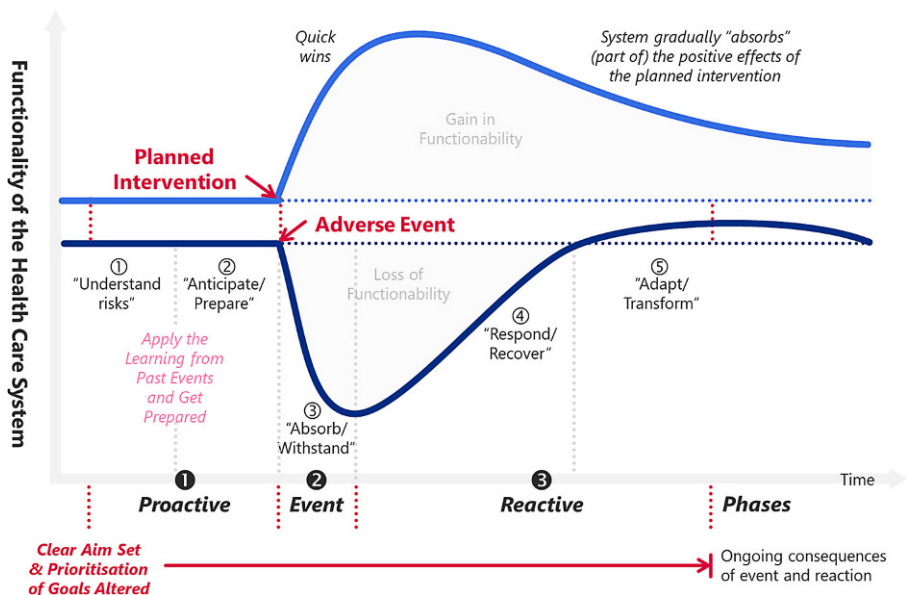 Functionality of the Health Care System
Quick
wins
System gradually “absorbs”
(part of) the positive effects of
the planned intervention
Gain in
Functionability
Planned
Intervention
Adverse Event
①
“Understand
risks”
②
“Anticipate/
Prepare”
Loss of
Functionability
⑤
“Adapt/
Transform”
④
“Respond/
Recover”
Apply the
Learning from
Past Events
and Get
Prepared
③
“Absorb/
Withstand”
❶
Proactive
❷
Event
❸
Reactive
Time
Phases
Clear Aim Set
& Prioritisation
of Goals Altered
Ongoing consequences
of event and reaction